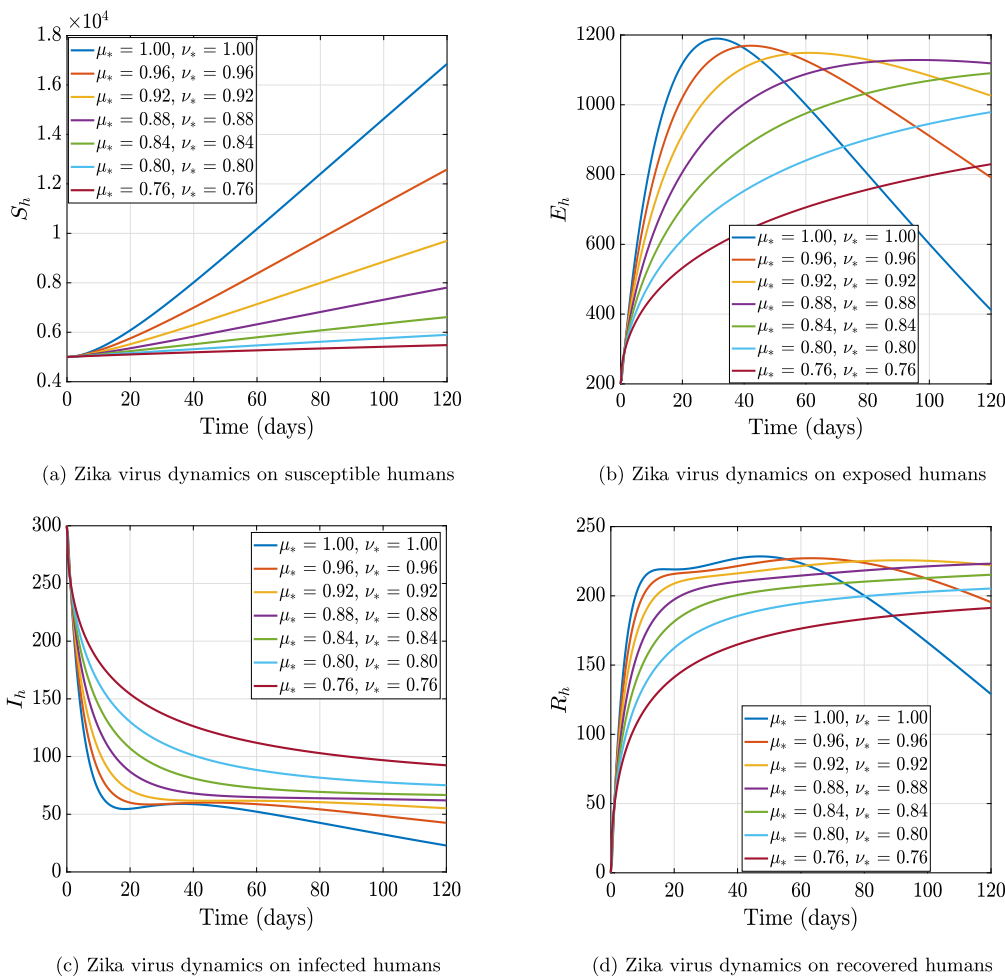 ×10⁴
1.8
1.6
1.4
1.2
1
0.8
0.6
0.4
S_h
μ* = 1.00, ν* = 1.00
μ* = 0.96, ν* = 0.96
μ* = 0.92, ν* = 0.92
μ* = 0.88, ν* = 0.88
μ* = 0.84, ν* = 0.84
μ* = 0.80, ν* = 0.80
μ* = 0.76, ν* = 0.76
0 20 40 60 80 100 120
Time (days)
(a) Zika virus dynamics on susceptible humans
1200
1000
800
600
400
200
E_h
μ* = 1.00, ν* = 1.00
μ* = 0.96, ν* = 0.96
μ* = 0.92, ν* = 0.92
μ* = 0.88, ν* = 0.88
μ* = 0.84, ν* = 0.84
μ* = 0.80, ν* = 0.80
μ* = 0.76, ν* = 0.76
0 20 40 60 80 100 120
Time (days)
(b) Zika virus dynamics on exposed humans
300
250
200
150
100
50
0
I_h
μ* = 1.00, ν* = 1.00
μ* = 0.96, ν* = 0.96
μ* = 0.92, ν* = 0.92
μ* = 0.88, ν* = 0.88
μ* = 0.84, ν* = 0.84
μ* = 0.80, ν* = 0.80
μ* = 0.76, ν* = 0.76
0 20 40 60 80 100 120
Time (days)
(c) Zika virus dynamics on infected humans
250
200
150
100
50
0
R_h
μ* = 1.00, ν* = 1.00
μ* = 0.96, ν* = 0.96
μ* = 0.92, ν* = 0.92
μ* = 0.88, ν* = 0.88
μ* = 0.84, ν* = 0.84
μ* = 0.80, ν* = 0.80
μ* = 0.76, ν* = 0.76
0 20 40 60 80 100 120
Time (days)
(d) Zika virus dynamics on recovered humans